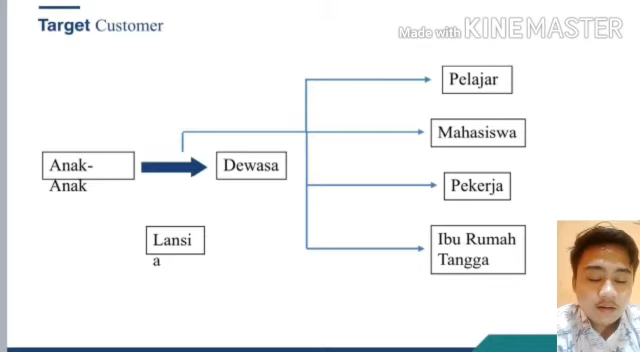 Target Customer
Made with KINEMASTER
Pelajar
Mahasiswa
Anak-
Anak
Dewasa
Pekerja
Lansi
a
Ibu Rumah
Tangga